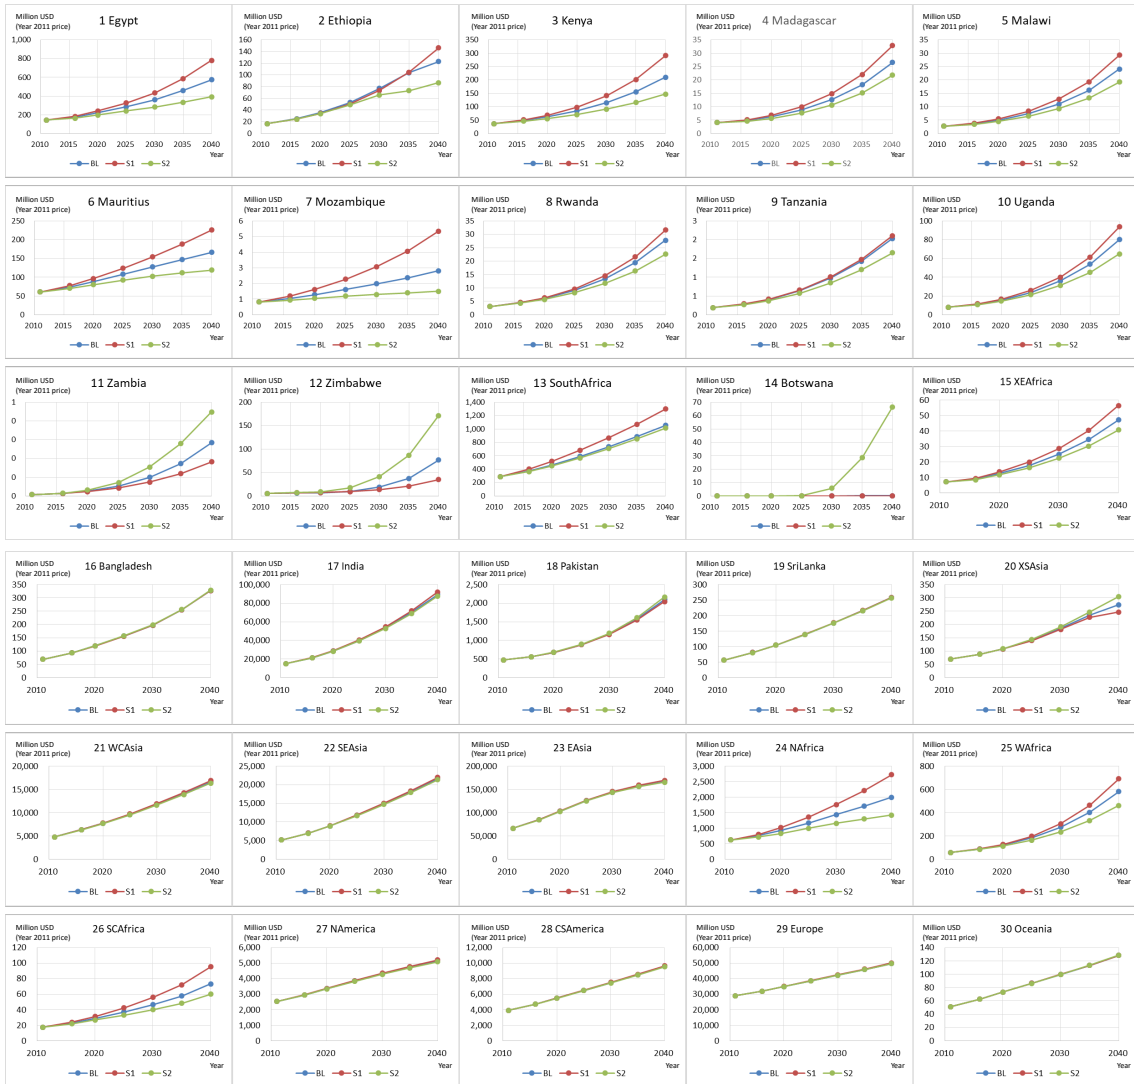 Million USD
(Year 2011 price)
1 Egypt
1,000
800
600
400
200
0
2010 2015 2020 2025 2030 2035 2040
Year
BL S1 S2
Million USD
(Year 2011 price)
2 Ethiopia
160
140
120
100
80
60
40
20
0
2010 2015 2020 2025 2030 2035 2040
Year
BL S1 S2
Million USD
(Year 2011 price)
3 Kenya
350
300
250
200
150
100
50
0
2010 2015 2020 2025 2030 2035 2040
Year
BL S1 S2
Million USD
(Year 2011 price)
4 Madagascar
35
30
25
20
15
10
5
0
2010 2015 2020 2025 2030 2035 2040
Year
BL S1 S2
Million USD
(Year 2011 price)
5 Malawi
35
30
25
20
15
10
5
0
2010 2015 2020 2025 2030 2035 2040
Year
BL S1 S2
Million USD
(Year 2011 price)
6 Mauritius
250
200
150
100
50
0
2010 2015 2020 2025 2030 2035 2040
Year
BL S1 S2
Million USD
(Year 2011 price)
7 Mozambique
6
5
4
3
2
1
0
2010 2015 2020 2025 2030 2035 2040
Year
BL S1 S2
Million USD
(Year 2011 price)
8 Rwanda
35
30
25
20
15
10
5
0
2010 2015 2020 2025 2030 2035 2040
Year
BL S1 S2
Million USD
(Year 2011 price)
9 Tanzania
3
2
2
1
1
0
2010 2015 2020 2025 2030 2035 2040
Year
BL S1 S2
Million USD
(Year 2011 price)
10 Uganda
100
80
60
40
20
0
2010 2015 2020 2025 2030 2035 2040
Year
BL S1 S2
Million USD
(Year 2011 price)
11 Zambia
1
0
0
0
0
0
2010 2015 2020 2025 2030 2035 2040
Year
BL S1 S2
Million USD
(Year 2011 price)
12 Zimbabwe
200
150
100
50
0
2010 2015 2020 2025 2030 2035 2040
Year
BL S1 S2
Million USD
(Year 2011 price)
13 SouthAfrica
1,400
1,200
1,000
800
600
400
200
0
2010 2015 2020 2025 2030 2035 2040
Year
BL S1 S2
Million USD
(Year 2011 price)
14 Botswana
70
60
50
40
30
20
10
0
2010 2015 2020 2025 2030 2035 2040
Year
BL S1 S2
Million USD
(Year 2011 price)
15 XEAfrica
60
50
40
30
20
10
0
2010 2015 2020 2025 2030 2035 2040
Year
BL S1 S2
Million USD
(Year 2011 price)
16 Bangladesh
350
300
250
200
150
100
50
0
2010 2020 2030 2040
Year
BL S1 S2
Million USD
(Year 2011 price)
17 India
100,000
80,000
60,000
40,000
20,000
0
2010 2020 2030 2040
Year
BL S1 S2
Million USD
(Year 2011 price)
18 Pakistan
2,500
2,000
1,500
1,000
500
0
2010 2020 2030 2040
Year
BL S1 S2
Million USD
(Year 2011 price)
19 SriLanka
300
250
200
150
100
50
0
2010 2020 2030 2040
Year
BL S1 S2
Million USD
(Year 2011 price)
20 XSAsia
350
300
250
200
150
100
50
0
2010 2020 2030 2040
Year
BL S1 S2
Million USD
(Year 2011 price)
21 WCAsia
20,000
15,000
10,000
5,000
0
2010 2020 2030 2040
Year
BL S1 S2
Million USD
(Year 2011 price)
22 SEAsia
25,000
20,000
15,000
10,000
5,000
0
2010 2020 2030 2040
Year
BL S1 S2
Million USD
(Year 2011 price)
23 EAsia
200,000
150,000
100,000
50,000
0
2010 2020 2030 2040
Year
BL S1 S2
Million USD
(Year 2011 price)
24 NAfrica
3,000
2,500
2,000
1,500
1,000
500
0
2010 2020 2030 2040
Year
BL S1 S2
Million USD
(Year 2011 price)
25 WAfrica
800
600
400
200
0
2010 2020 2030 2040
Year
BL S1 S2
Million USD
(Year 2011 price)
26 SCAfrica
120
100
80
60
40
20
0
2010 2020 2030 2040
Year
BL S1 S2
Million USD
(Year 2011 price)
27 NAmerica
6,000
5,000
4,000
3,000
2,000
1,000
0
2010 2020 2030 2040
Year
BL S1 S2
Million USD
(Year 2011 price)
28 CSAmerica
12,000
10,000
8,000
6,000
4,000
2,000
0
2010 2020 2030 2040
Year
BL S1 S2
Million USD
(Year 2011 price)
29 Europe
60,000
50,000
40,000
30,000
20,000
10,000
0
2010 2020 2030 2040
Year
BL S1 S2
Million USD
(Year 2011 price)
30 Oceania
140
120
100
80
60
40
20
0
2010 2020 2030 2040
Year
BL S1 S2